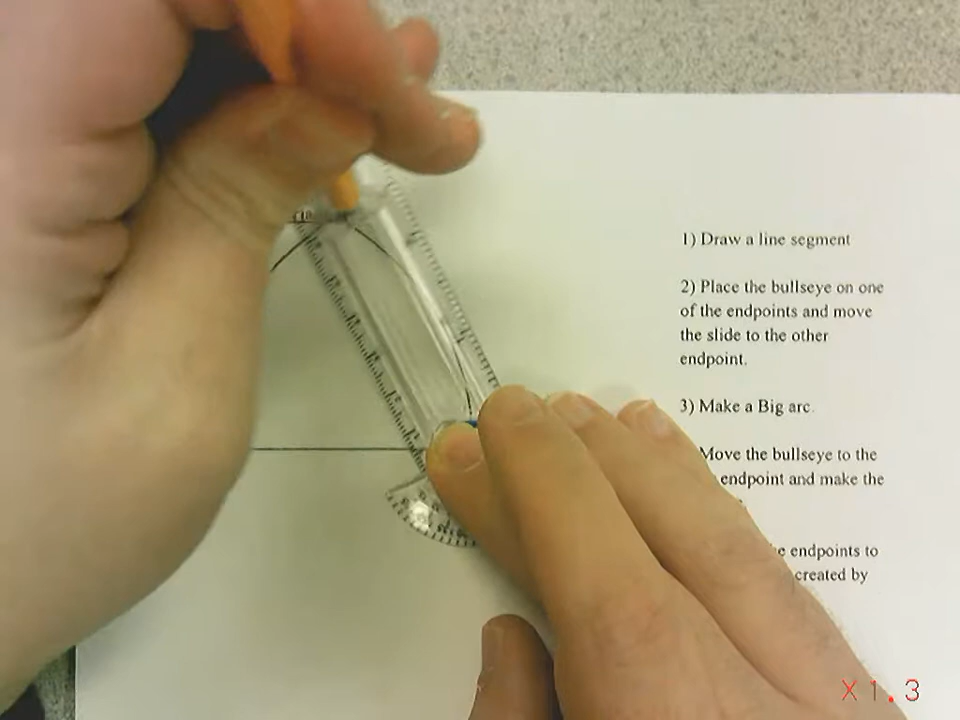 1) Draw a line segment
2) Place the bullseye on one
of the endpoints and move
the slide to the other
endpoint.
3) Make a Big arc.
Move the bullseye to the
endpoint and make the
endpoints to
created by
X1.3